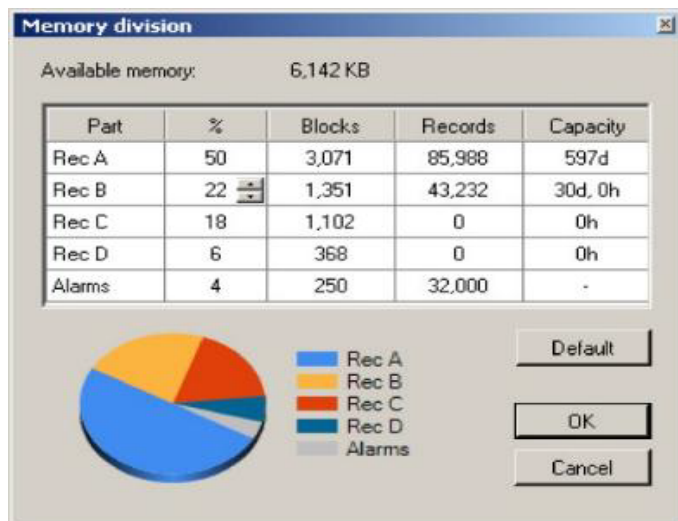 Memory division
Available memory: 6,142 KB
Part % Blocks Records Capacity
Rec A 50 3,071 85,988 597d
Rec B 22 1,351 43,232 30d, 0h
Rec C 18 1,102 0 0h
Rec D 6 368 0 0h
Alarms 4 250 32,000 -
Rec A
Rec B
Rec C
Rec D
Alarms
Default
OK
Cancel